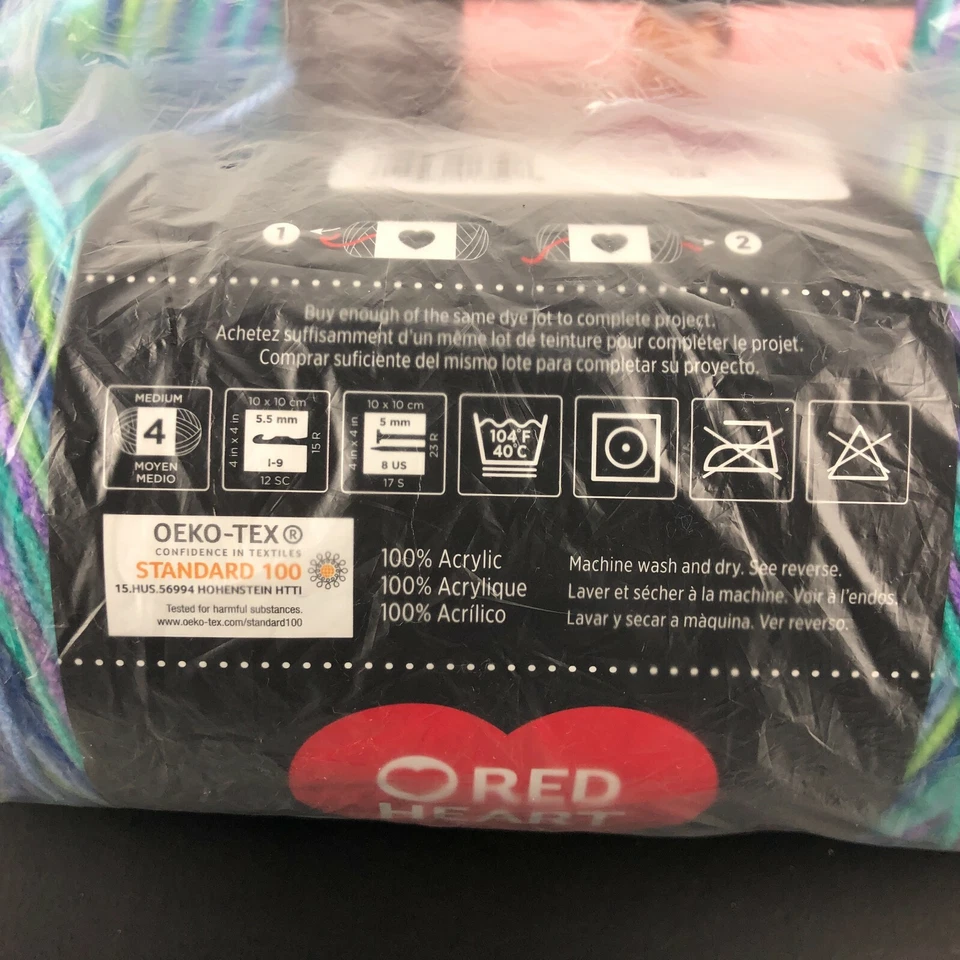 1
2
Buy enough of the same dye lot to complete project.
Achetez suffisamment d'un même lot de teinture pour compléter le projet.
Comprar suficiente del mismo lote para completar su proyecto.
MEDIUM
4
MOYEN
MEDIO
10 x 10 cm
4 in x 4 in
5.5 mm
I-9
15 R
12 SC
10 x 10 cm
4 in x 4 in
5 mm
8 US
23 R
17 S
104°F
40°C
OEKO-TEX®
CONFIDENCE IN TEXTILES
STANDARD 100
15.HUS.56994 HOHENSTEIN HTTI
Tested for harmful substances.
www.oeko-tex.com/standard100
100% Acrylic
100% Acrylique
100% Acrílico
Machine wash and dry. See reverse.
Laver et sécher à la machine. Voir à l'endos.
Lavar y secar a màquina. Ver reverso.
RED
HEART